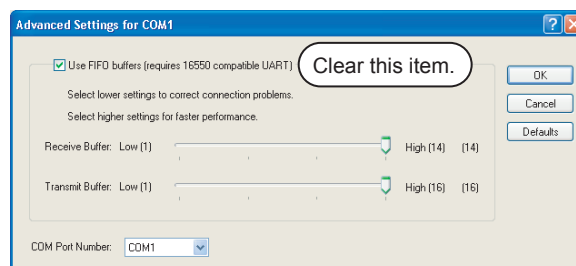 Advanced Settings for COM1
Use FIFO buffers (requires 16550 compatible UART)
Clear this item.
OK
Select lower settings to correct connection problems.
Cancel
Select higher settings for faster performance.
Defaults
Receive Buffer: Low (1) High (14) (14)
Transmit Buffer: Low (1) High (16) (16)
COM Port Number: COM1